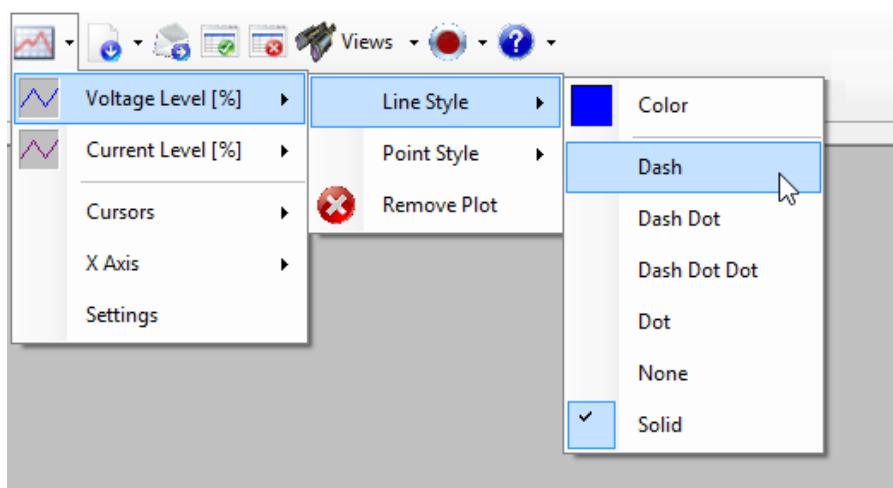 Views
Voltage Level [%]
Current Level [%]
Cursors
X Axis
Settings
Line Style
Point Style
Remove Plot
Color
Dash
Dash Dot
Dash Dot Dot
Dot
None
Solid